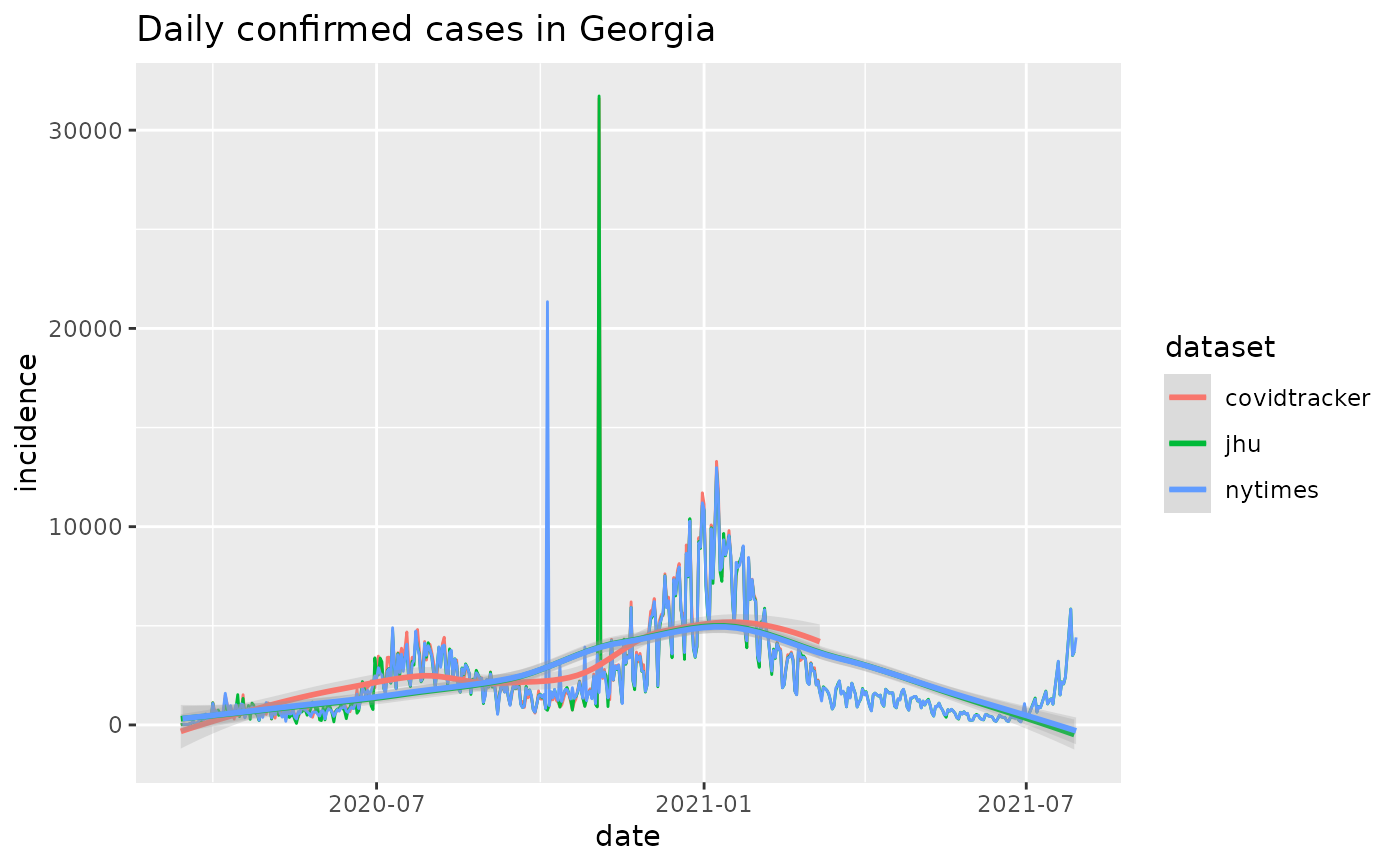 Daily confirmed cases in Georgia
30000
20000
10000
0
incidence
2020-07
2021-01
2021-07
date
dataset
covidtracker
jhu
nytimes